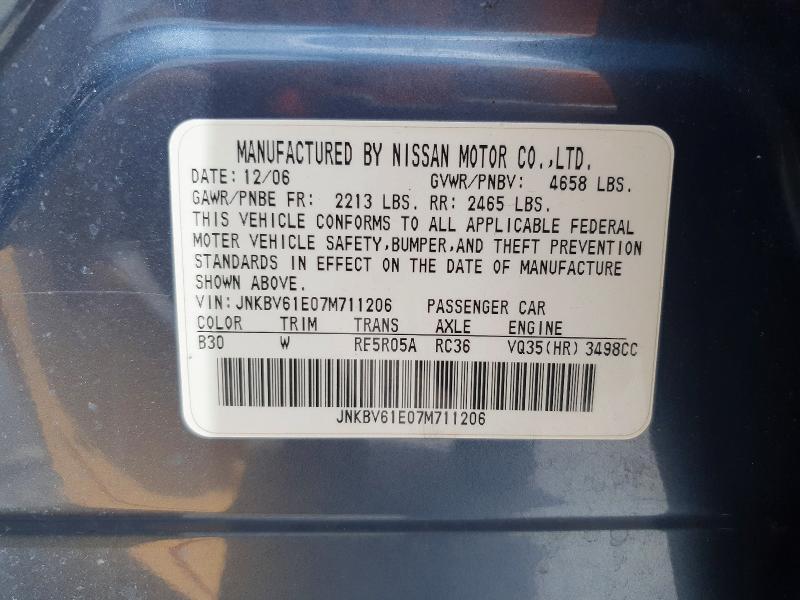 MANUFACTURED BY NISSAN MOTOR CO.,LTD.
DATE: 12/06 GVWR/PNBV: 4658 LBS.
GAWR/PNBE FR: 2213 LBS. RR: 2465 LBS.
THIS VEHICLE CONFORMS TO ALL APPLICABLE FEDERAL
MOTER VEHICLE SAFETY,BUMPER,AND THEFT PREVENTION
STANDARDS IN EFFECT ON THE DATE OF MANUFACTURE
SHOWN ABOVE.
VIN: JNKBV61E07M711206 PASSENGER CAR
COLOR TRIM TRANS AXLE ENGINE
B30 W RE5R05A RC36 VQ35(HR) 3498CC
JNKBV61E07M711206